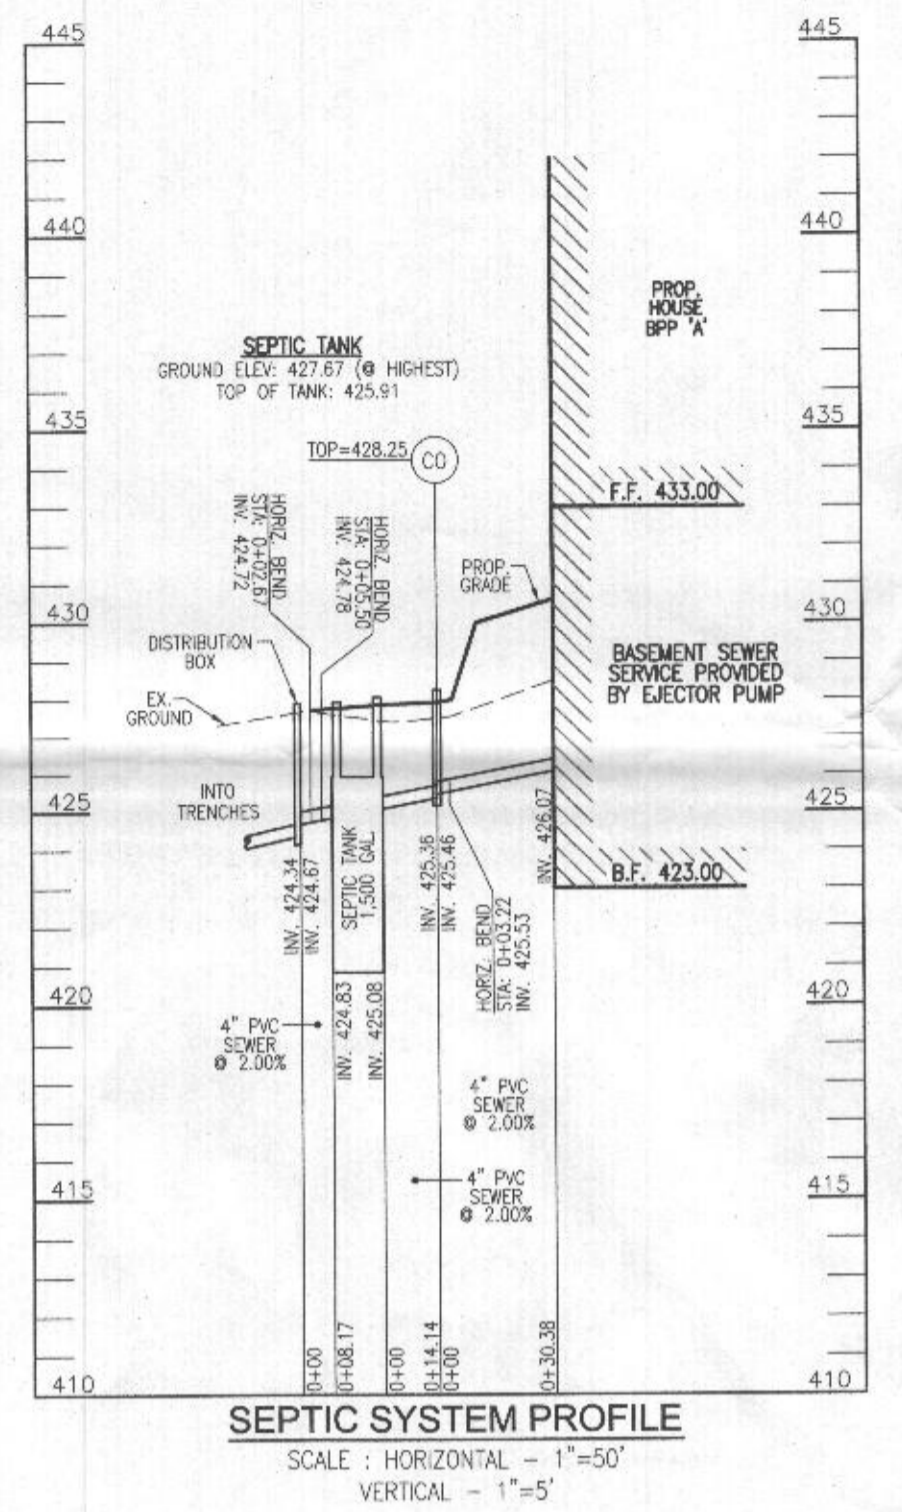 445
445
440
440
PROP.
HOUSE
BPP "A"
SEPTIC TANK
GROUND ELEV: 427.67 (@ HIGHEST)
TOP OF TANK: 425.91
435
435
TOP=428.25
CO
F.F. 433.00
HORIZ. BEND
STA: 0+02.67
INV. 424.72
HORIZ. BEND
STA: 0+05.50
INV. 424.78
PROP.
GRADE
430
430
DISTRIBUTION
BOX
BASEMENT SEWER
SERVICE PROVIDED
BY EJECTOR PUMP
EX.
GROUND
425
425
INTO
TRENCHES
INV. 424.34
INV. 424.67
SEPTIC TANK
1,500 GAL
INV. 425.36
INV. 425.46
INV. 426.07
B.F. 423.00
HORIZ. BEND
STA: 0+03.22
INV. 425.53
420
420
INV. 424.83
INV. 425.08
4" PVC
SEWER
@ 2.00%
4" PVC
SEWER
@ 2.00%
4" PVC
SEWER
@ 2.00%
415
415
0+00
0+08.17
0+00
0+14.14
0+00
0+30.38
410
410
SEPTIC SYSTEM PROFILE
SCALE : HORIZONTAL - 1"=50'
VERTICAL - 1"=5'